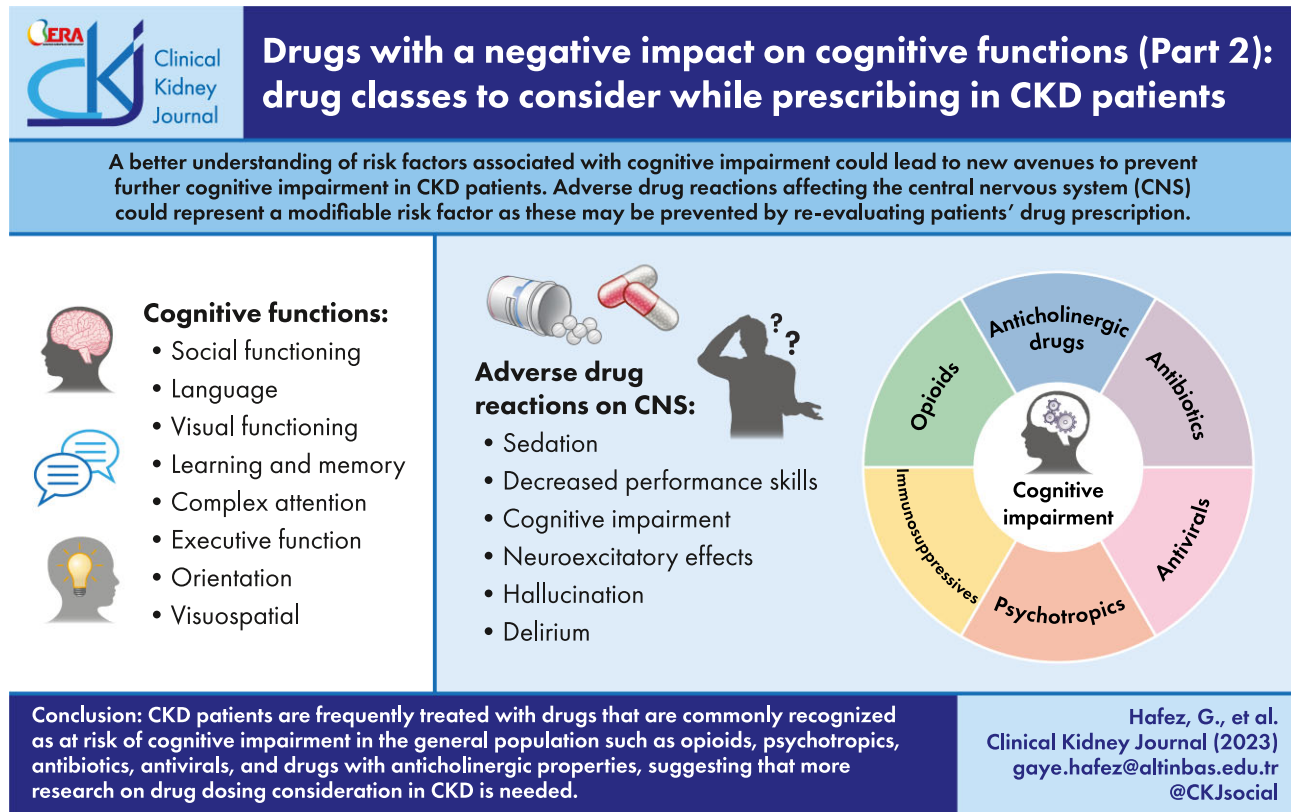 ERA
CKJ
Clinical
Kidney
Journal
Drugs with a negative impact on cognitive functions (Part 2):
drug classes to consider while prescribing in CKD patients
A better understanding of risk factors associated with cognitive impairment could lead to new avenues to prevent
further cognitive impairment in CKD patients. Adverse drug reactions affecting the central nervous system (CNS)
could represent a modifiable risk factor as these may be prevented by re-evaluating patients’ drug prescription.
Cognitive functions:
• Social functioning
• Language
• Visual functioning
• Learning and memory
• Complex attention
• Executive function
• Orientation
• Visuospatial
? ?
Adverse drug
reactions on CNS:
• Sedation
• Decreased performance skills
• Cognitive impairment
• Neuroexcitatory effects
• Hallucination
• Delirium
Anticholinergic
drugs
Antibiotics
Antivirals
Psychotropics
Immunosuppressives
Opioids
Cognitive
impairment
Conclusion: CKD patients are frequently treated with drugs that are commonly recognized
as at risk of cognitive impairment in the general population such as opioids, psychotropics,
antibiotics, antivirals, and drugs with anticholinergic properties, suggesting that more
research on drug dosing consideration in CKD is needed.
Hafez, G., et al.
Clinical Kidney Journal (2023)
gaye.hafez@altinbas.edu.tr
@CKJsocial